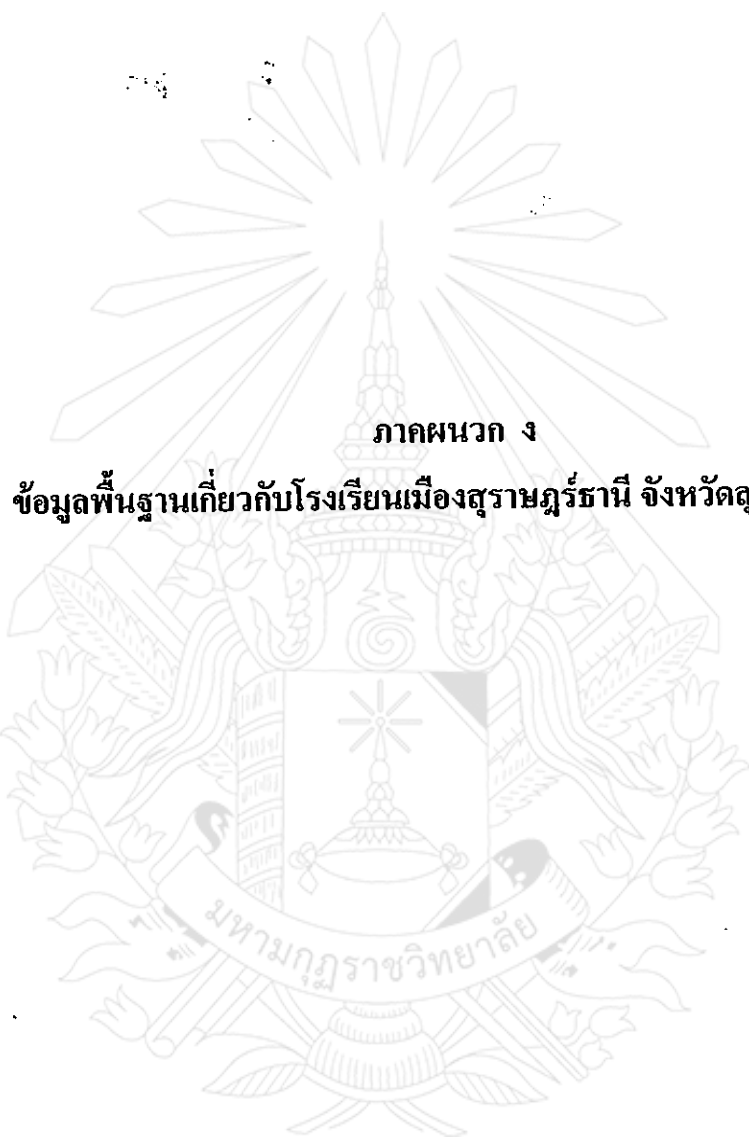 ภาคผนวก ง
ข้อมูลพื้นฐานเกี่ยวกับโรงเรียนเมืองสุราษฎร์ธานี จังหวัดสุ
มหามกุฏราชวิทยาลัย